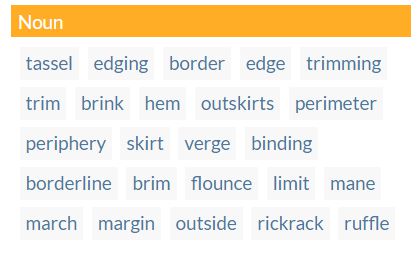 Noun
tassel edging border edge trimming
trim brink hem outskirts perimeter
periphery skirt verge binding
borderline brim flounce limit mane
march margin outside rickrack ruffle